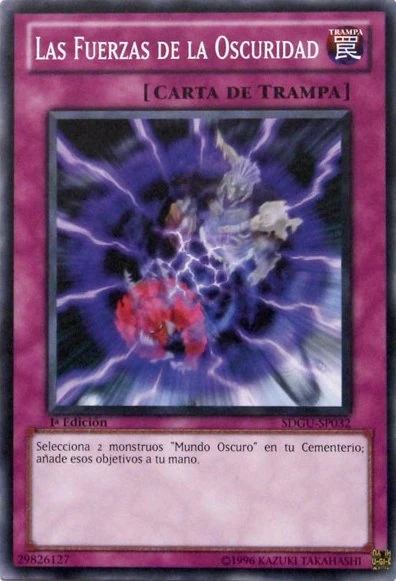 LAS FUERZAS DE LA OSCURIDAD
TRAMPA
罠
[CARTA DE TRAMPA]
1a Edición
SDGU-SP032
Selecciona 2 monstruos "Mundo Oscuro" en tu Cementerio;
añade esos objetivos a tu mano.
29826127
©1996 KAZUKI TAKAHASHI